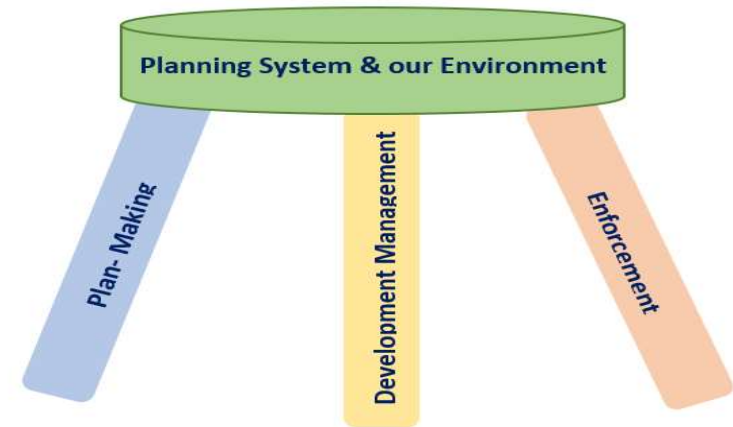 Planning System & our Environment
Plan- Making
Development Management
Enforcement